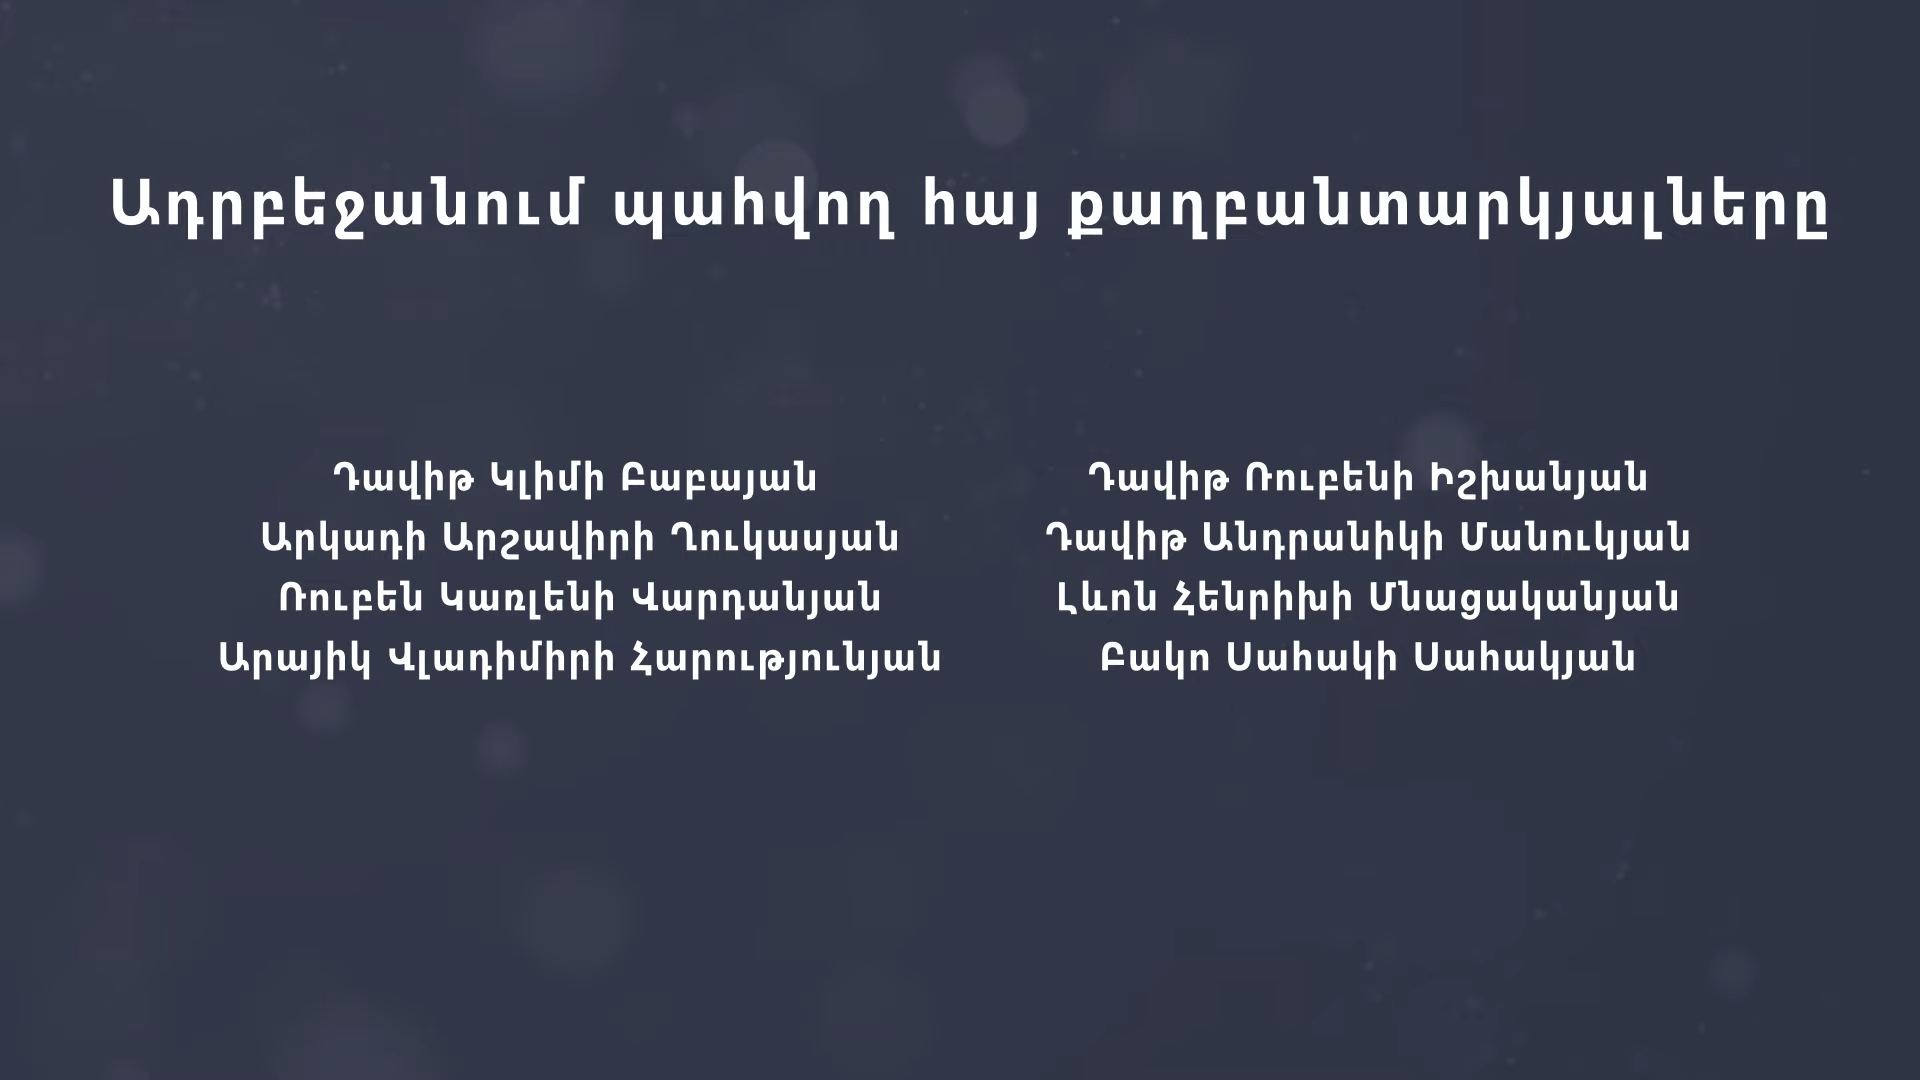 Ադրբեջանում պահվող հայ քաղբանտարկյալները
Դավիթ Կլիմի Բաբայան
Արկադի Արշավիրի Ղուկասյան
Ռուբեն Կառլենի Վարդանյան
Արայիկ Վլադիմիրի Հարությունյան
Դավիթ Ռուբենի Իշխանյան
Դավիթ Անդրանիկի Մանուկյան
Լևոն Հենրիխի Մնացականյան
Բակո Սահակի Սահակյան